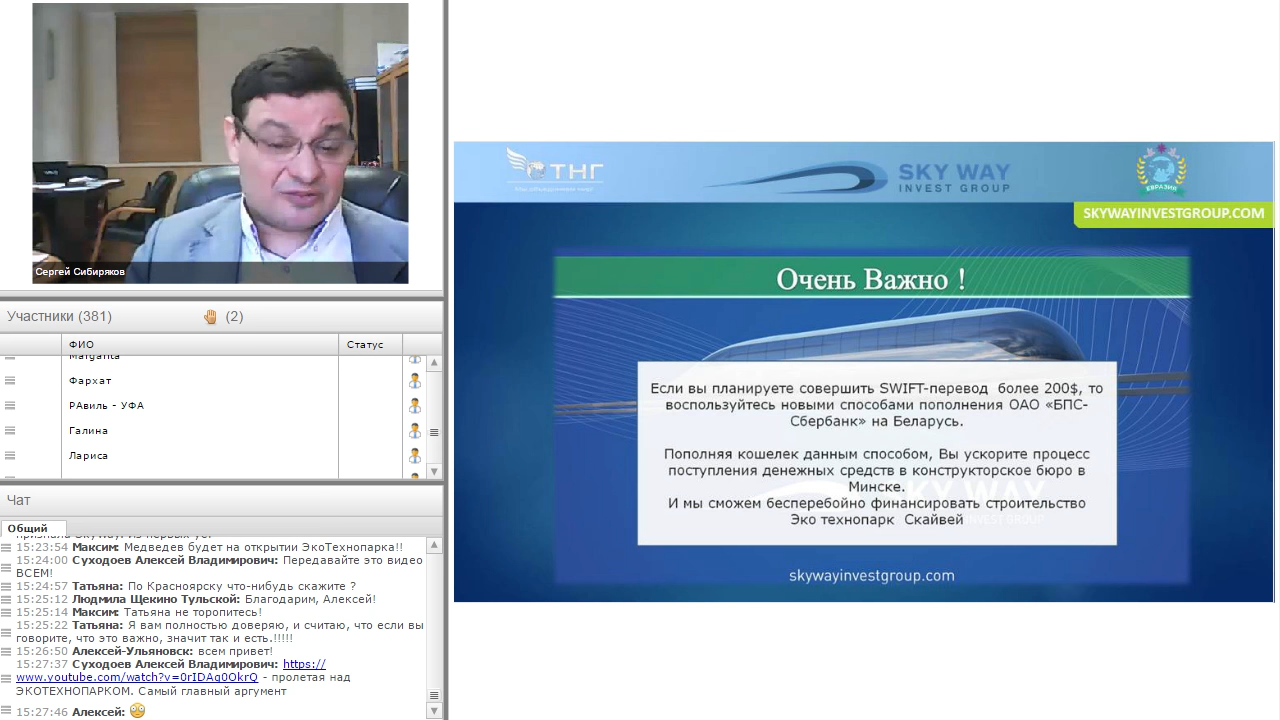 Сергей Сибиряков
Участники (381)
(2)
ФИО
Статус
Margarita
Фархат
РАвиль - УФА
Галина
Лариса
Чат
Общий
15:23:54 Максим: Медведев будет на открытии ЭкоТехнопарка!!
15:24:00 Суходоев Алексей Владимирович: Передавайте это видео
ВСЕМ!
15:24:57 Татьяна: По Красноярску что-нибудь скажите ?
15:25:12 Людмила Щекино Тульской: Благодарим, Алексей!
15:25:14 Максим: Татьяна не торопитесь!
15:25:22 Татьяна: Я вам полностью доверяю, и считаю, что если вы
говорите, что это важно, значит так и есть.!!!!!
15:26:50 Алексей-Ульяновск: всем привет!
15:27:37 Суходоев Алексей Владимирович: https://
www.youtube.com/watch?v=0rIDAg0OkrQ - пролетая над
ЭКОТЕХНОПАРКОМ. Самый главный аргумент
15:27:46 Алексей:
ТНГ
SKY WAY
INVEST GROUP
ЕВРАЗИЯ
SKYWAYINVESTGROUP.COM
Очень Важно !
Если вы планируете совершить SWIFT-перевод более 200$, то
воспользуйтесь новыми способами пополнения ОАО «БПС-
Сбербанк» на Беларусь.
Пополняя кошелек данным способом, Вы ускорите процесс
поступления денежных средств в конструкторское бюро в
Минске.
И мы сможем бесперебойно финансировать строительство
Эко технопарк Скайвей
skywayinvestgroup.com